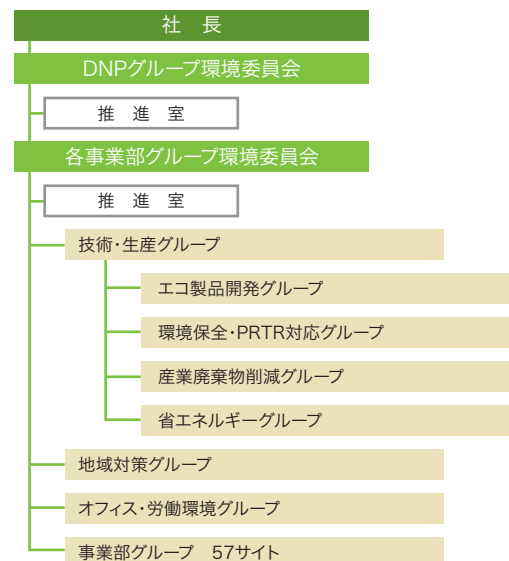 社　長
DNPグループ環境委員会
推　進　室
各事業部グループ環境委員会
推　進　室
技術・生産グループ
エコ製品開発グループ
環境保全・PRTR対応グループ
産業廃棄物削減グループ
省エネルギーグループ
地域対策グループ
オフィス・労働環境グループ
事業部グループ　57サイト